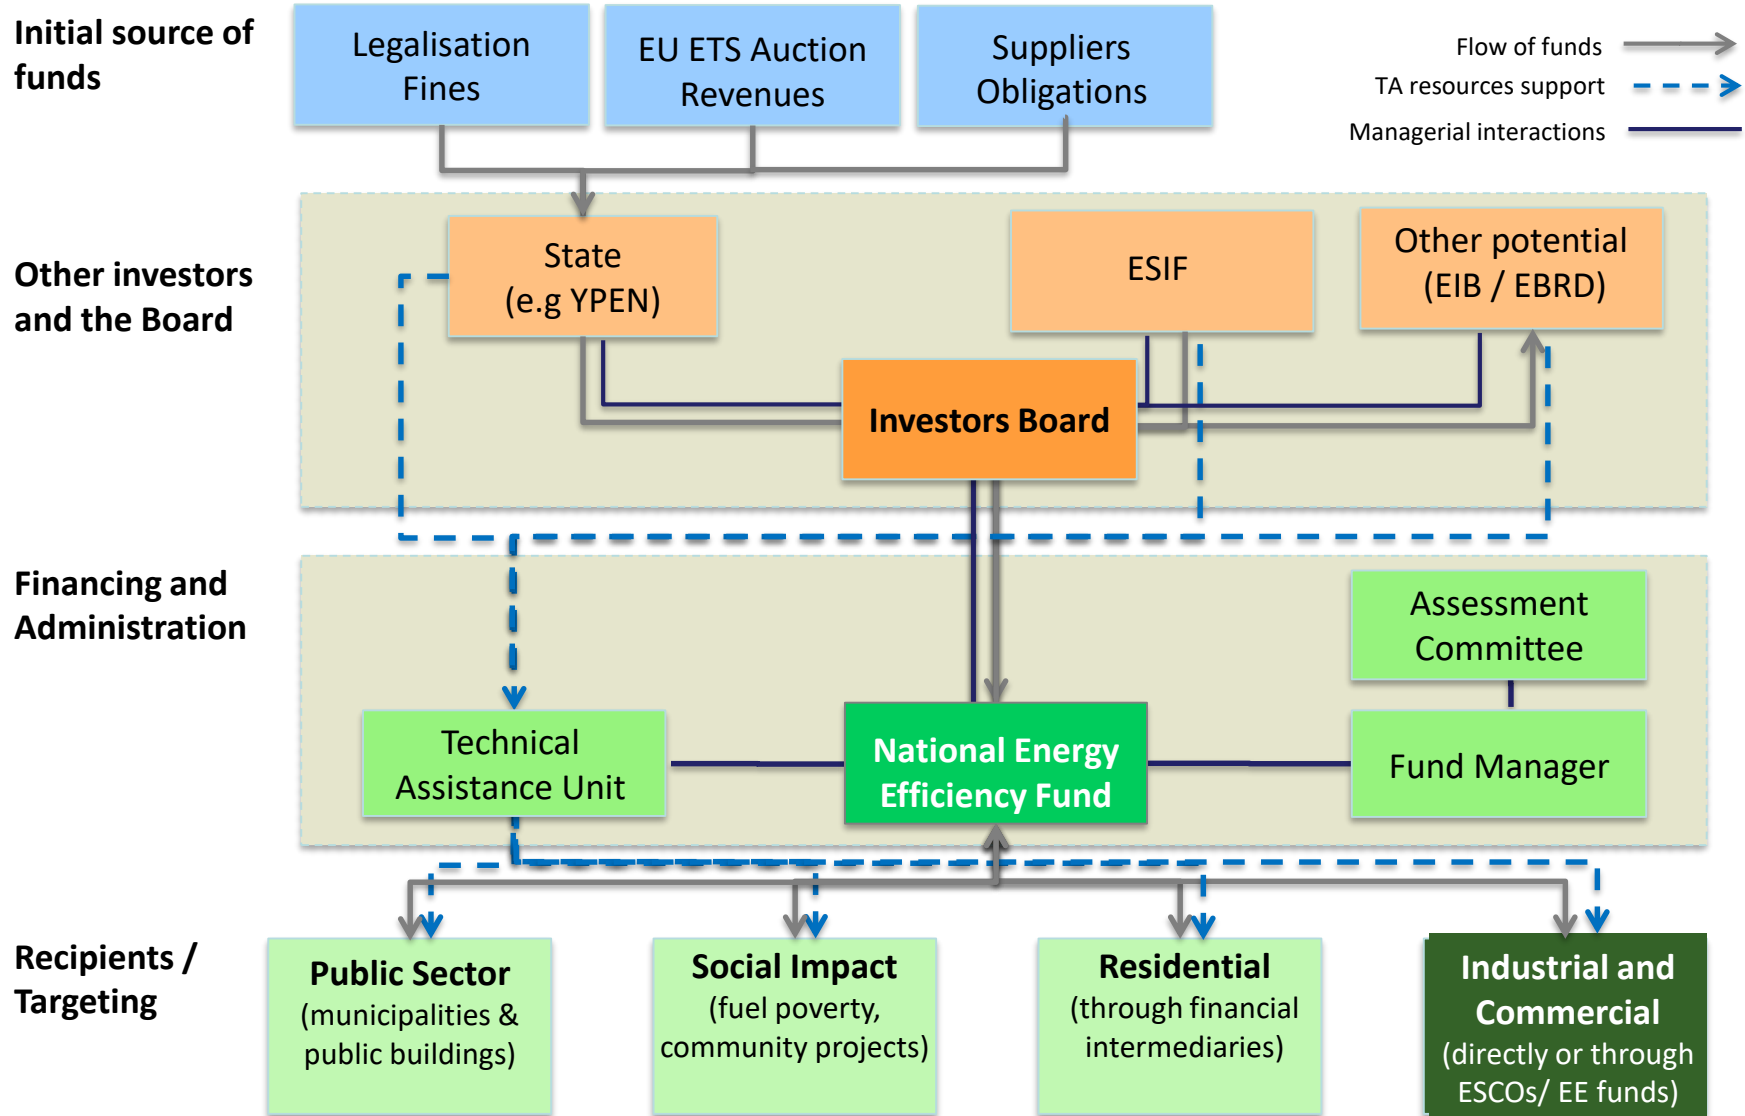 Initial source of
funds
Legalisation
Fines
EU ETS Auction
Revenues
Suppliers
Obligations
Flow of funds
TA resources support
Managerial interactions
Other investors
and the Board
State
(e.g YPEN)
ESIF
Other potential
(EIB / EBRD)
Investors Board
Financing and
Administration
Assessment
Committee
Technical
Assistance Unit
National Energy
Efficiency Fund
Fund Manager
Recipients /
Targeting
Public Sector
(municipalities &
public buildings)
Social Impact
(fuel poverty,
community projects)
Residential
(through financial
intermediaries)
Industrial and
Commercial
(directly or through
ESCOs/ EE funds)